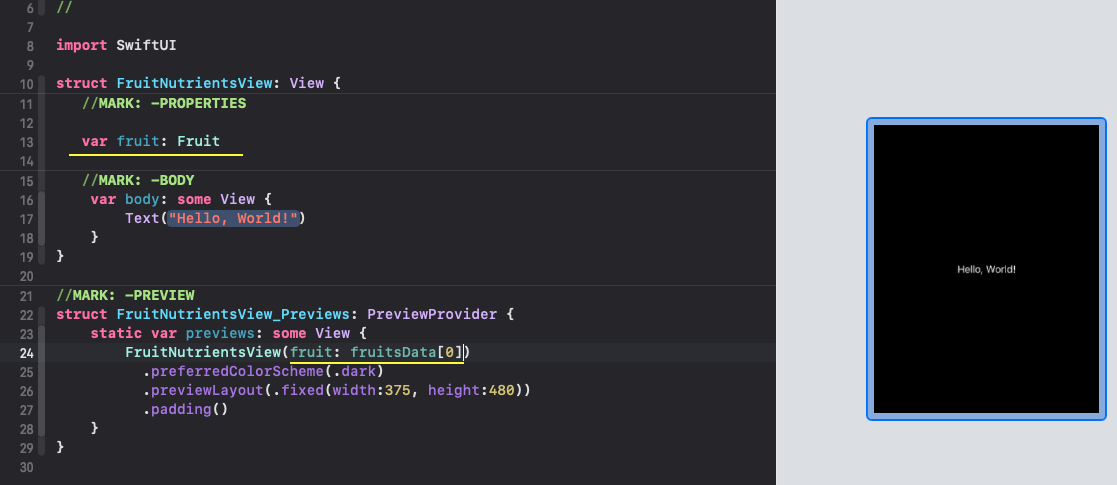 6 //
7
8 import SwiftUI
9
10 struct FruitNutrientsView: View {
11 //MARK: -PROPERTIES
12
13 var fruit: Fruit
14
15 //MARK: -BODY
16 var body: some View {
17 Text("Hello, World!")
18 }
19 }
20
21 //MARK: -PREVIEW
22 struct FruitNutrientsView_Previews: PreviewProvider {
23 static var previews: some View {
24 FruitNutrientsView(fruit: fruitsData[0])
25 .preferredColorScheme(.dark)
26 .previewLayout(.fixed(width:375, height:480))
27 .padding()
28 }
29 }
30
Hello, World!